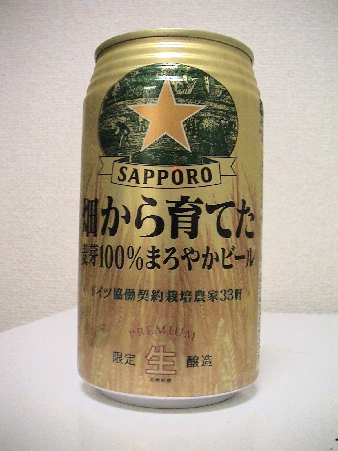 SAPPORO
畑から育てた
麦芽100%まろやかビール
ドイツ協働契約栽培農家33軒
PREMIUM
限定 生 醸造